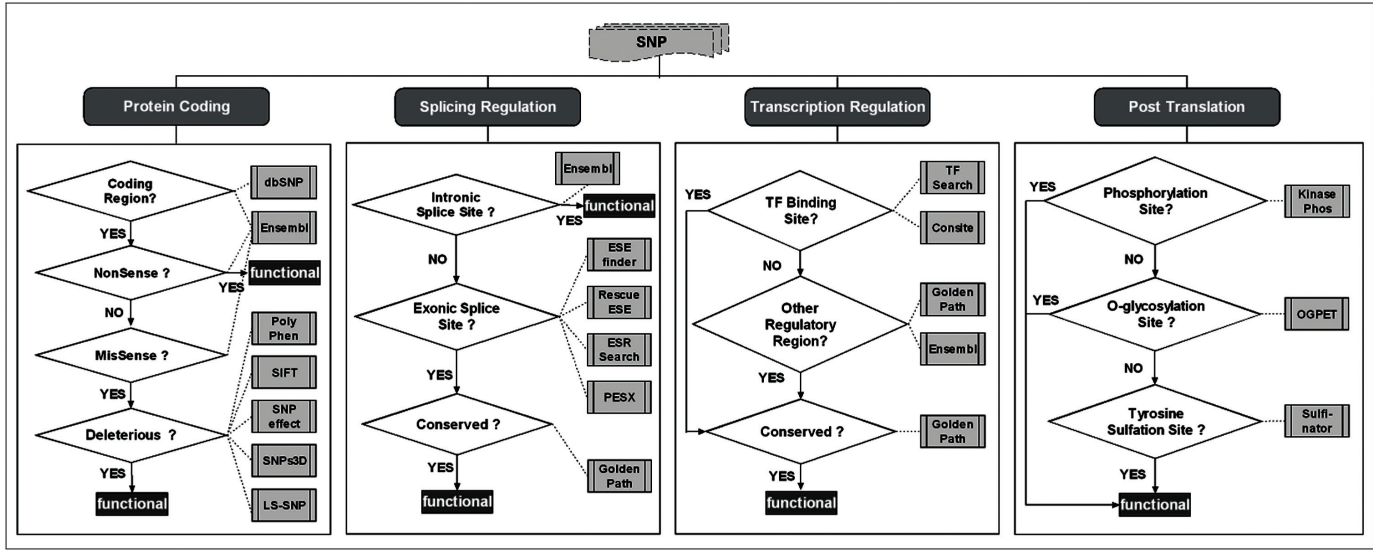 SNP
Protein Coding
Coding
Region?
dbSNP
Ensembl
YES
NonSense ?
YES
functional
NO
MisSense ?
Poly
Phen
SIFT
YES
SNP
effect
Deleterious ?
SNPs3D
YES
functional
LS-SNP
Splicing Regulation
Ensembl
Intronic
Splice Site ?
YES
functional
NO
ESE
finder
Exonic Splice
Site ?
Rescue
ESE
ESR
Search
YES
PESX
Conserved ?
Golden
Path
YES
functional
Transcription Regulation
YES
TF Binding
Site?
TF
Search
Consite
NO
Other
Regulatory
Region?
Golden
Path
Ensembl
YES
Conserved ?
Golden
Path
YES
functional
Post Translation
YES
Phosphorylation
Site?
Kinase
Phos
NO
YES
O-glycosylation
Site ?
OGPET
NO
Tyrosine
Sulfation Site ?
Sulfi-
nator
YES
functional